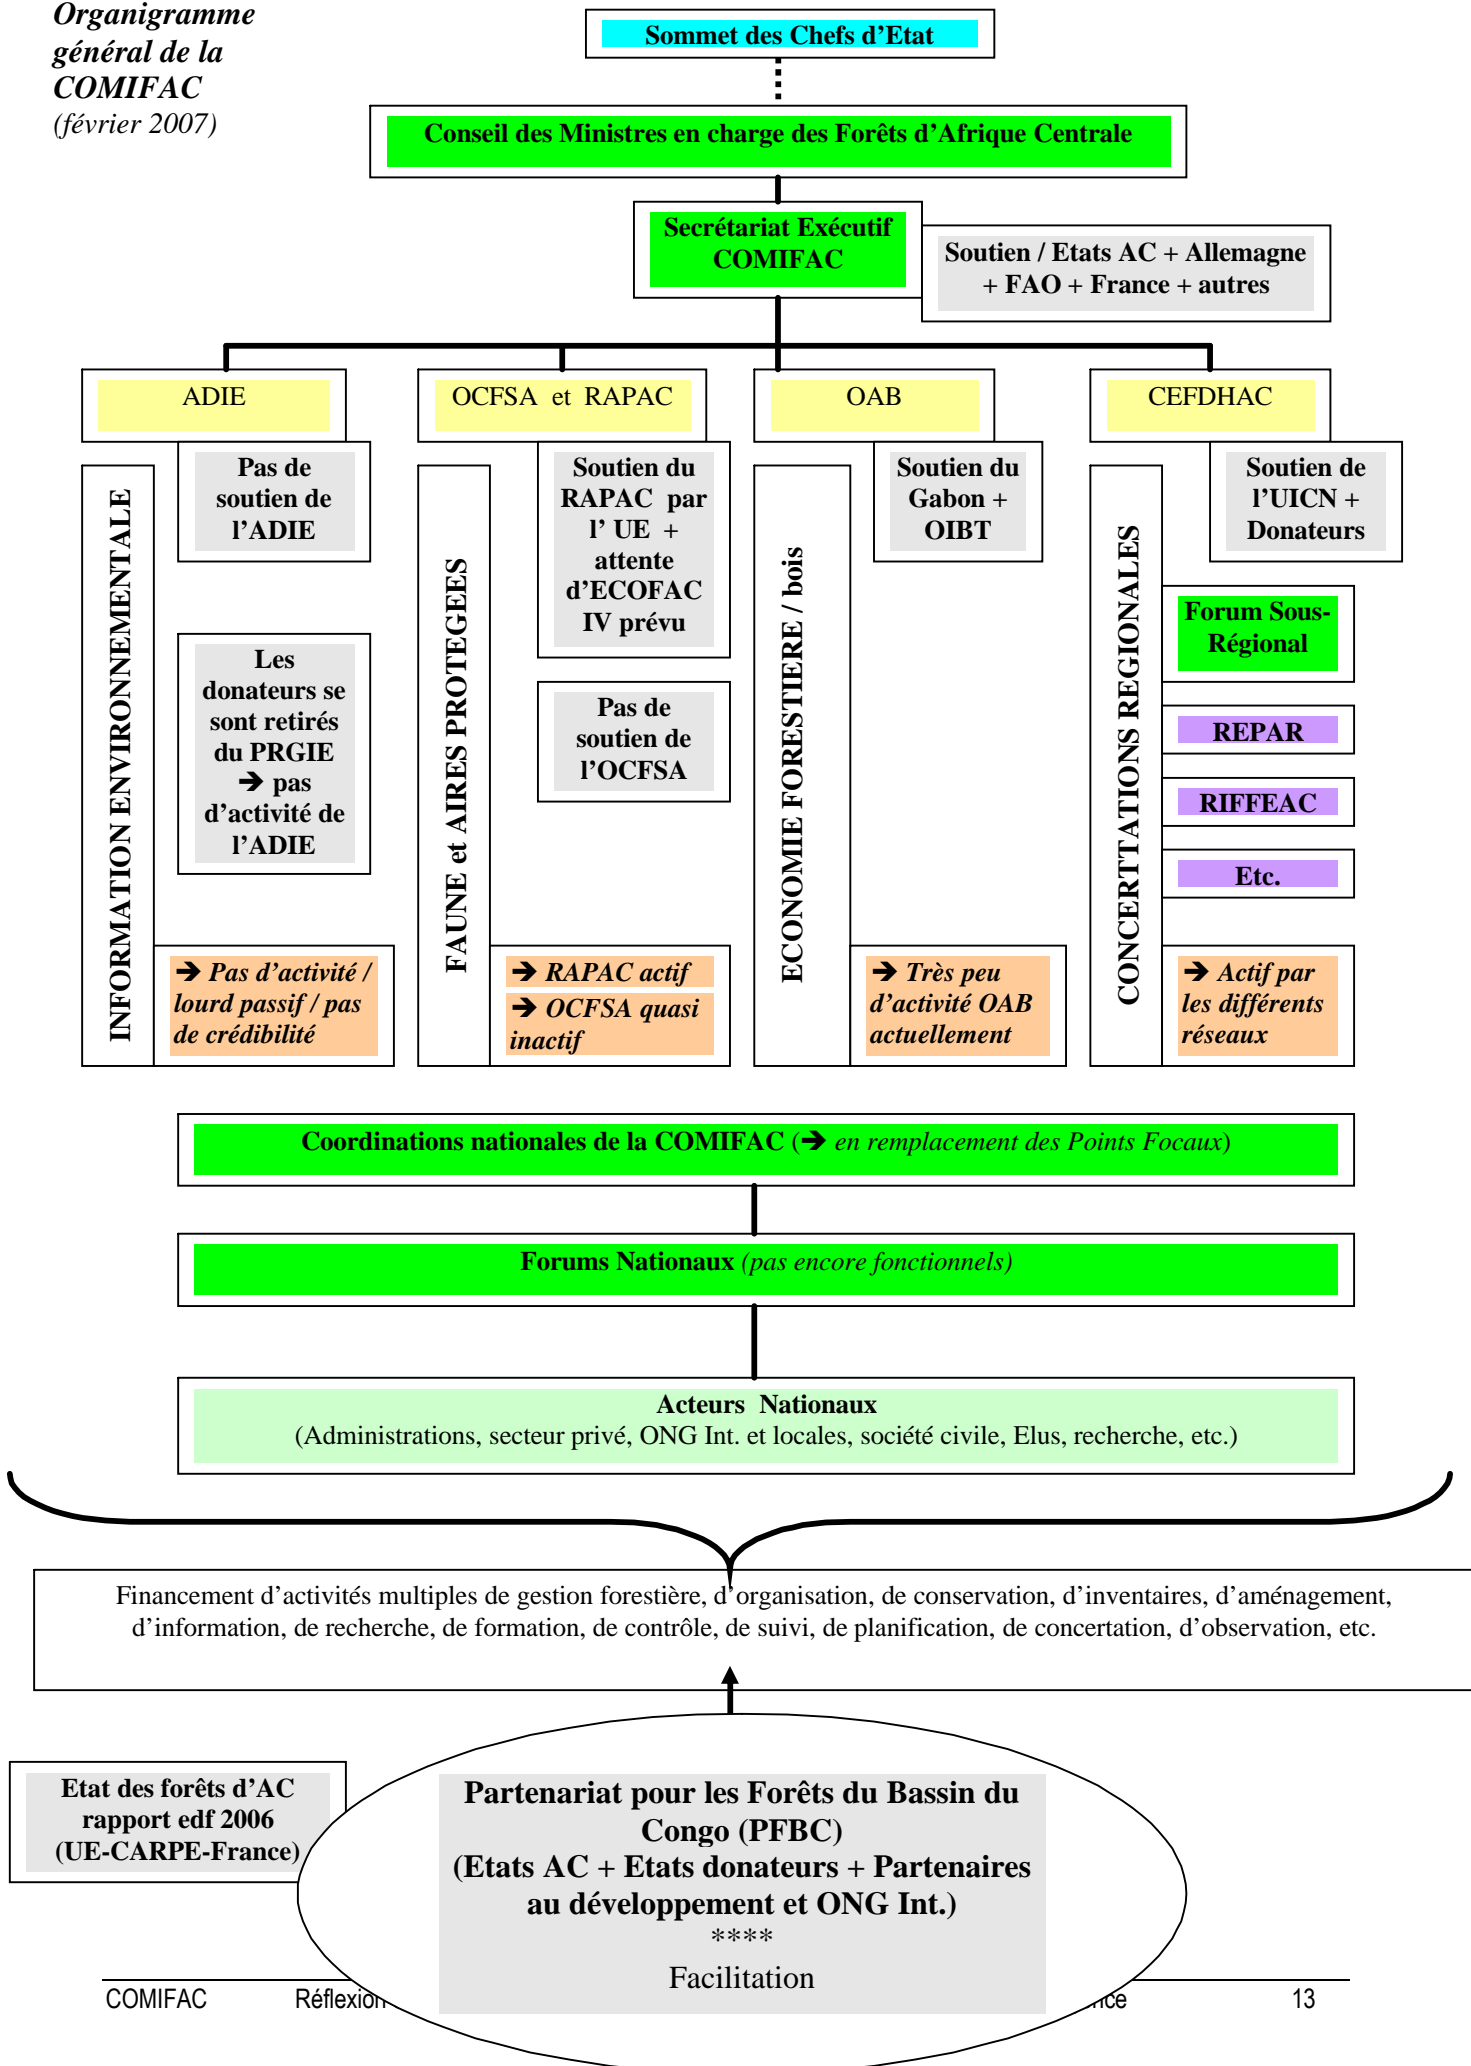 Organigramme
général de la
COMIFAC
(février 2007)
Sommet des Chefs d'Etat
Conseil des Ministres en charge des Forêts d'Afrique Centrale
Secrétariat Exécutif
COMIFAC
Soutien / Etats AC + Allemagne
+ FAO + France + autres
ADIE
OCFSA et RAPAC
OAB
CEFDHAC
INFORMATION ENVIRONNEMENTALE
Pas de
soutien de
l'ADIE
Les
donateurs se
sont retirés
du PRGIE
➔ pas
d'activité de
l'ADIE
➔ Pas d'activité /
lourd passif / pas
de crédibilité
FAUNE et AIRES PROTEGEES
Soutien du
RAPAC par
l' UE +
attente
d'ECOFAC
IV prévu
Pas de
soutien de
l'OCFSA
➔ RAPAC actif
➔ OCFSA quasi
inactif
ECONOMIE FORESTIERE / bois
Soutien du
Gabon +
OIBT
➔ Très peu
d'activité OAB
actuellement
CONCERTTATIONS REGIONALES
Soutien de
l'UICN +
Donateurs
Forum Sous-
Régional
REPAR
RIFFEAC
Etc.
➔ Actif par
les différents
réseaux
Coordinations nationales de la COMIFAC (➔ en remplacement des Points Focaux)
Forums Nationaux (pas encore fonctionnels)
Acteurs Nationaux
(Administrations, secteur privé, ONG Int. et locales, société civile, Elus, recherche, etc.)
Financement d'activités multiples de gestion forestière, d'organisation, de conservation, d'inventaires, d'aménagement,
d'information, de recherche, de formation, de contrôle, de suivi, de planification, de concertation, d'observation, etc.
Etat des forêts d'AC
rapport edf 2006
(UE-CARPE-France)
Partenariat pour les Forêts du Bassin du
Congo (PFBC)
(Etats AC + Etats donateurs + Partenaires
au développement et ONG Int.)
****
Facilitation
COMIFAC Réflexion nce 13